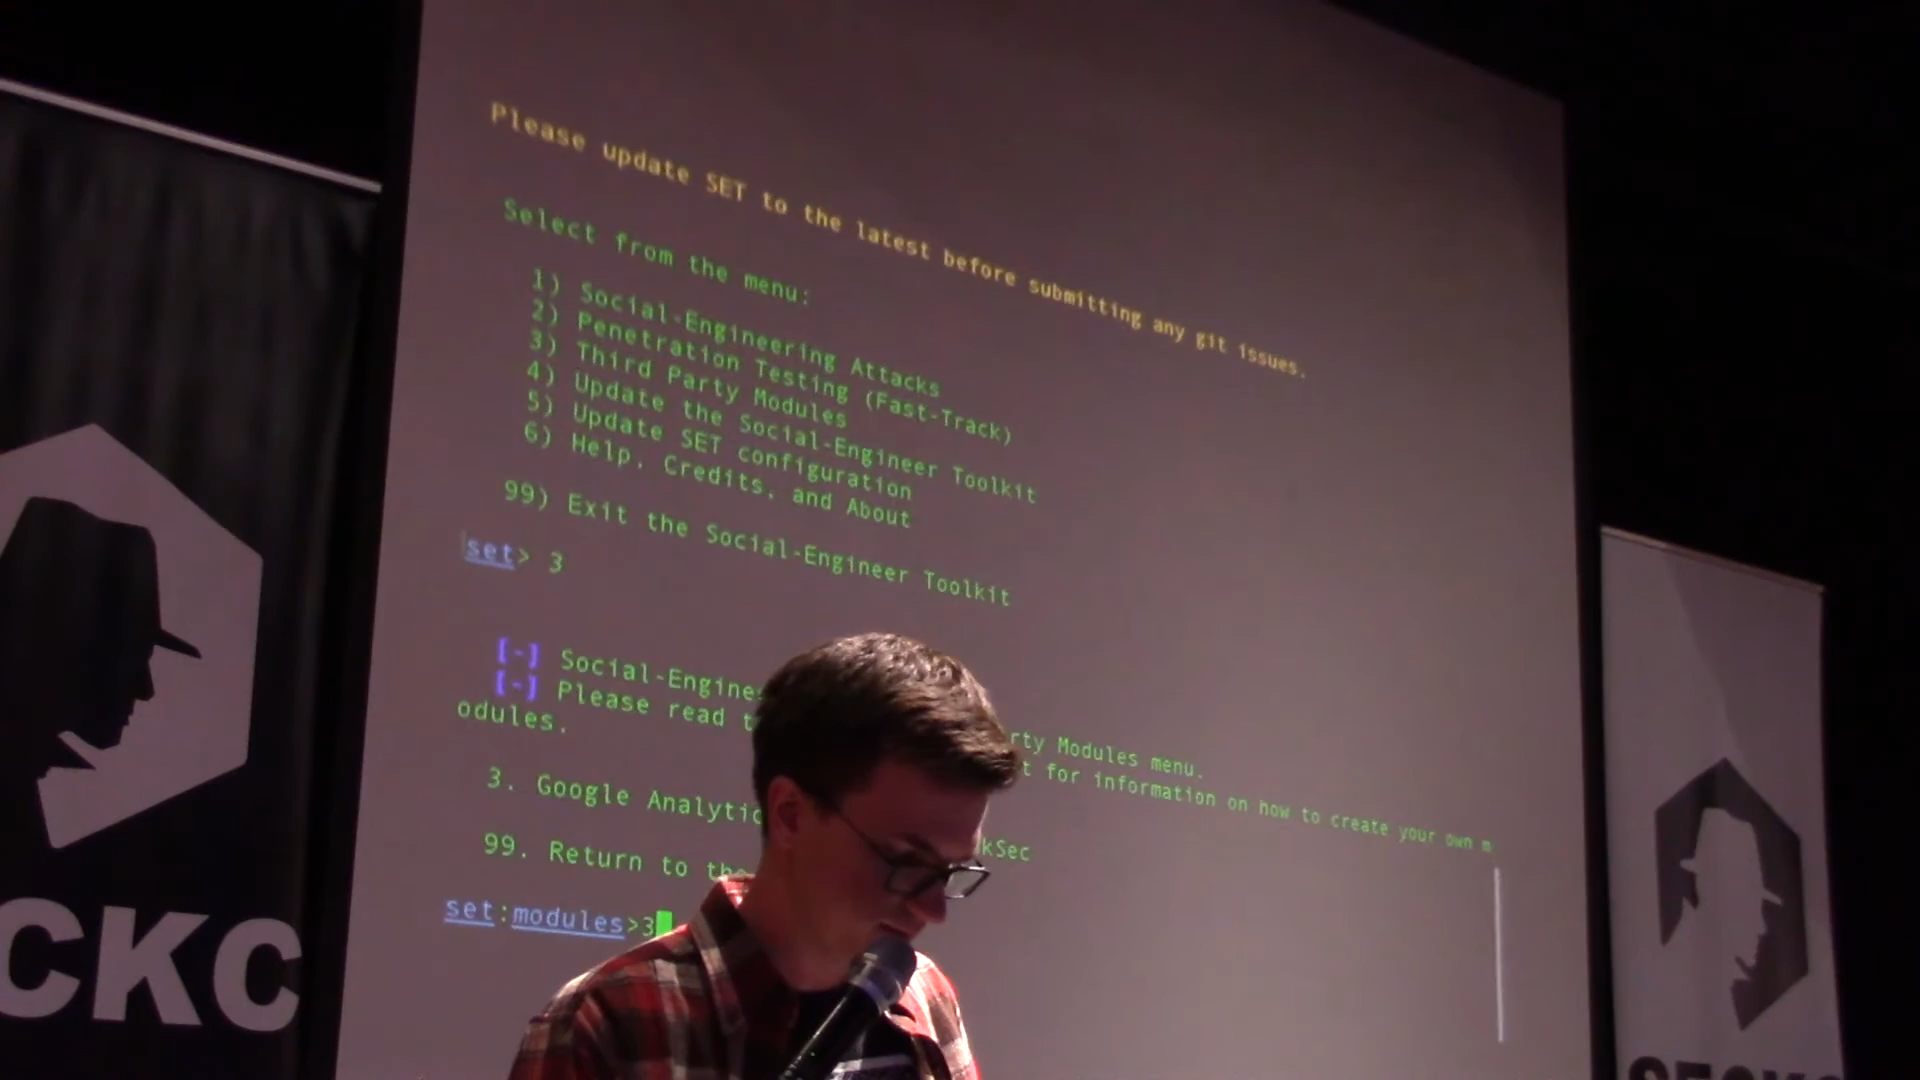 Please update SET to the latest before submitting any git issues.
Select from the menu:
1) Social-Engineering Attacks
2) Penetration Testing (Fast-Track)
3) Third Party Modules
4) Update the Social-Engineer Toolkit
5) Update SET configuration
6) Help, Credits, and About
99) Exit the Social-Engineer Toolkit
set> 3
[-] Social-Enginee rty Modules menu.
[-] Please read t t for information on how to create your own m
odules.
3. Google Analytic kSec
99. Return to the
set:modules>3
CKC
SECKC